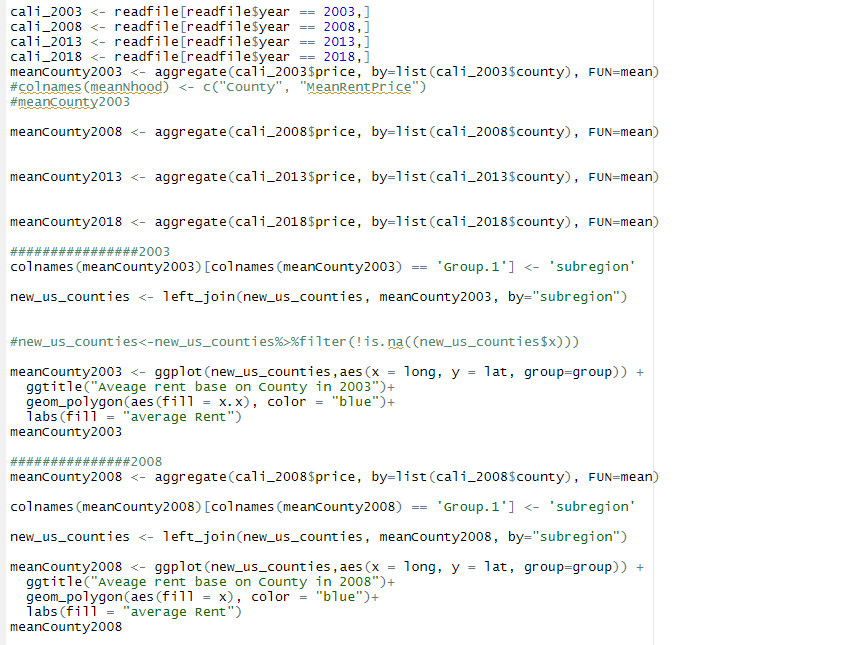 cali_2003 <- readfile[readfile$year == 2003,]
cali_2008 <- readfile[readfile$year == 2008,]
cali_2013 <- readfile[readfile$year == 2013,]
cali_2018 <- readfile[readfile$year == 2018,]
meanCounty2003 <- aggregate(cali_2003$price, by=list(cali_2003$county), FUN=mean)
#colnames(meanNhood) <- c("County", "MeanRentPrice")
#meanCounty2003
meanCounty2008 <- aggregate(cali_2008$price, by=list(cali_2008$county), FUN=mean)
meanCounty2013 <- aggregate(cali_2013$price, by=list(cali_2013$county), FUN=mean)
meanCounty2018 <- aggregate(cali_2018$price, by=list(cali_2018$county), FUN=mean)
################2003
colnames(meanCounty2003)[colnames(meanCounty2003) == 'Group.1'] <- 'subregion'
new_us_counties <- left_join(new_us_counties, meanCounty2003, by="subregion")
#new_us_counties<-new_us_counties%>%filter(!is.na((new_us_counties$x)))
meanCounty2003 <- ggplot(new_us_counties,aes(x = long, y = lat, group=group)) +
  ggtitle("Aveage rent base on County in 2003")+
  geom_polygon(aes(fill = x.x), color = "blue")+
  labs(fill = "average Rent")
meanCounty2003
###############2008
meanCounty2008 <- aggregate(cali_2008$price, by=list(cali_2008$county), FUN=mean)
colnames(meanCounty2008)[colnames(meanCounty2008) == 'Group.1'] <- 'subregion'
new_us_counties <- left_join(new_us_counties, meanCounty2008, by="subregion")
meanCounty2008 <- ggplot(new_us_counties,aes(x = long, y = lat, group=group)) +
  ggtitle("Aveage rent base on County in 2008")+
  geom_polygon(aes(fill = x), color = "blue")+
  labs(fill = "average Rent")
meanCounty2008